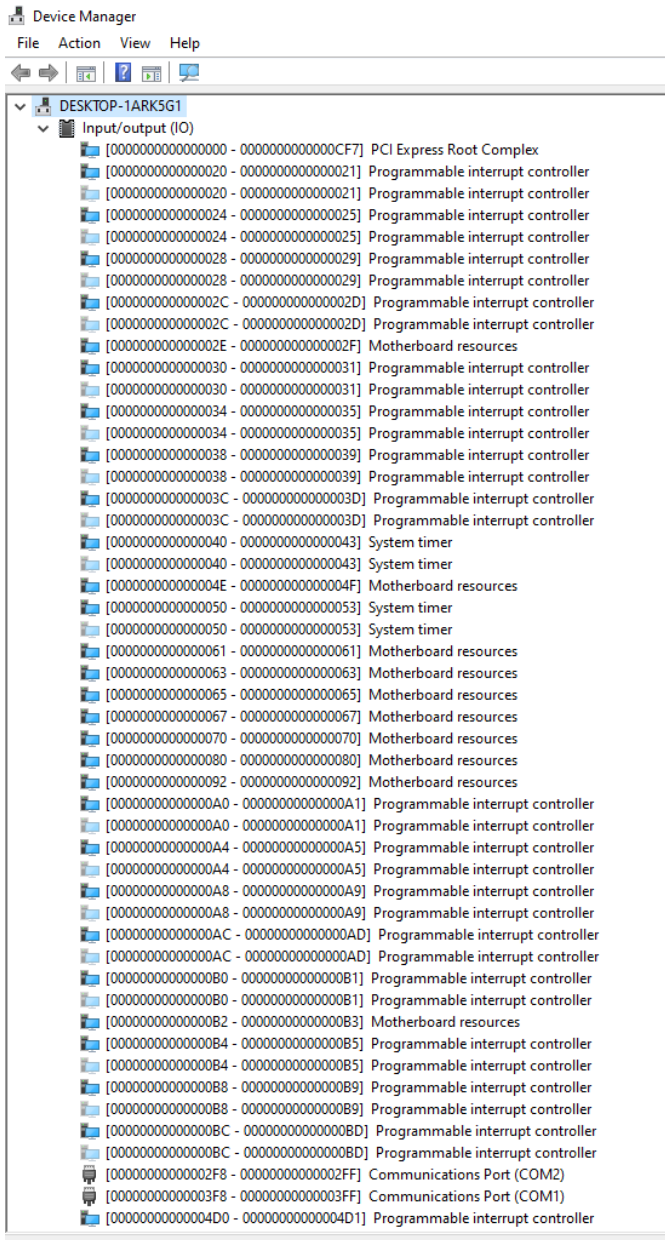 Device Manager
File Action View Help
DESKTOP-1ARK5G1
Input/output (IO)
[0000000000000000 - 0000000000000CF7] PCI Express Root Complex
[0000000000000020 - 0000000000000021] Programmable interrupt controller
[0000000000000020 - 0000000000000021] Programmable interrupt controller
[0000000000000024 - 0000000000000025] Programmable interrupt controller
[0000000000000024 - 0000000000000025] Programmable interrupt controller
[0000000000000028 - 0000000000000029] Programmable interrupt controller
[0000000000000028 - 0000000000000029] Programmable interrupt controller
[000000000000002C - 000000000000002D] Programmable interrupt controller
[000000000000002C - 000000000000002D] Programmable interrupt controller
[000000000000002E - 000000000000002F] Motherboard resources
[0000000000000030 - 0000000000000031] Programmable interrupt controller
[0000000000000030 - 0000000000000031] Programmable interrupt controller
[0000000000000034 - 0000000000000035] Programmable interrupt controller
[0000000000000034 - 0000000000000035] Programmable interrupt controller
[0000000000000038 - 0000000000000039] Programmable interrupt controller
[0000000000000038 - 0000000000000039] Programmable interrupt controller
[000000000000003C - 000000000000003D] Programmable interrupt controller
[000000000000003C - 000000000000003D] Programmable interrupt controller
[0000000000000040 - 0000000000000043] System timer
[0000000000000040 - 0000000000000043] System timer
[000000000000004E - 000000000000004F] Motherboard resources
[0000000000000050 - 0000000000000053] System timer
[0000000000000050 - 0000000000000053] System timer
[0000000000000061 - 0000000000000061] Motherboard resources
[0000000000000063 - 0000000000000063] Motherboard resources
[0000000000000065 - 0000000000000065] Motherboard resources
[0000000000000067 - 0000000000000067] Motherboard resources
[0000000000000070 - 0000000000000070] Motherboard resources
[0000000000000080 - 0000000000000080] Motherboard resources
[0000000000000092 - 0000000000000092] Motherboard resources
[00000000000000A0 - 00000000000000A1] Programmable interrupt controller
[00000000000000A0 - 00000000000000A1] Programmable interrupt controller
[00000000000000A4 - 00000000000000A5] Programmable interrupt controller
[00000000000000A4 - 00000000000000A5] Programmable interrupt controller
[00000000000000A8 - 00000000000000A9] Programmable interrupt controller
[00000000000000A8 - 00000000000000A9] Programmable interrupt controller
[00000000000000AC - 00000000000000AD] Programmable interrupt controller
[00000000000000AC - 00000000000000AD] Programmable interrupt controller
[00000000000000B0 - 00000000000000B1] Programmable interrupt controller
[00000000000000B0 - 00000000000000B1] Programmable interrupt controller
[00000000000000B2 - 00000000000000B3] Motherboard resources
[00000000000000B4 - 00000000000000B5] Programmable interrupt controller
[00000000000000B4 - 00000000000000B5] Programmable interrupt controller
[00000000000000B8 - 00000000000000B9] Programmable interrupt controller
[00000000000000B8 - 00000000000000B9] Programmable interrupt controller
[00000000000000BC - 00000000000000BD] Programmable interrupt controller
[00000000000000BC - 00000000000000BD] Programmable interrupt controller
[00000000000002F8 - 00000000000002FF] Communications Port (COM2)
[00000000000003F8 - 00000000000003FF] Communications Port (COM1)
[00000000000004D0 - 00000000000004D1] Programmable interrupt controller